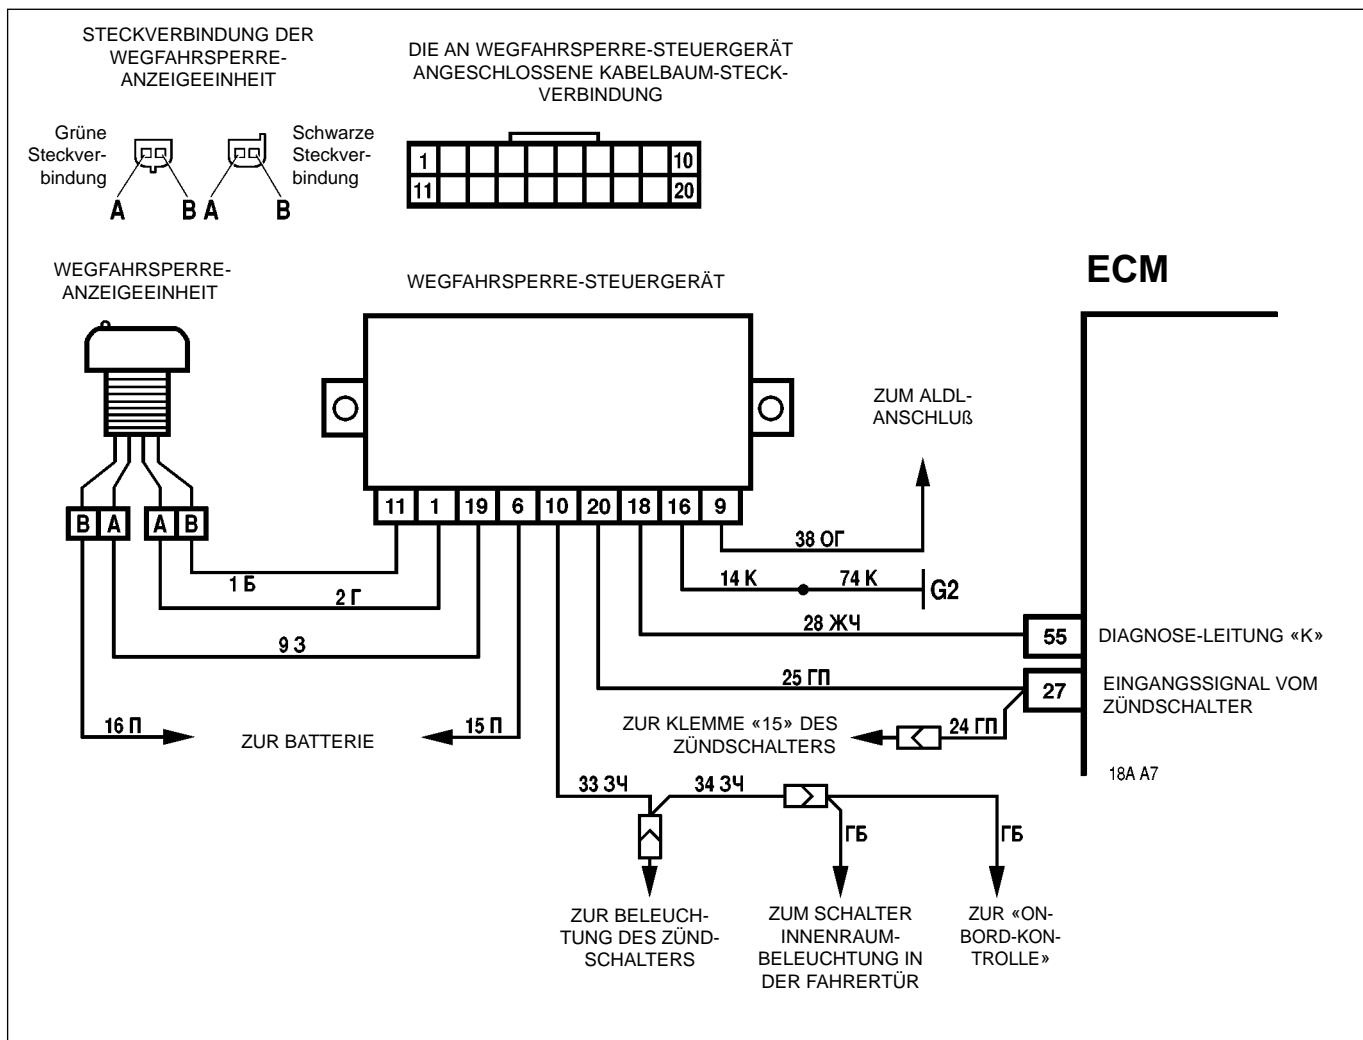 STECKVERBINDUNG DER
WEGFAHRSPERRE-
ANZEIGEEINHEIT
DIE AN WEGFAHRSPERRE-STEUERGERÄT
ANGESCHLOSSENE KABELBAUM-STECK-
VERBINDUNG
Grüne
Steckver-
bindung
Schwarze
Steckver-
bindung
A
B
A
B
1
10
11
20
WEGFAHRSPERRE-
ANZEIGEEINHEIT
WEGFAHRSPERRE-STEUERGERÄT
ECM
ZUM ALDL-
ANSCHLUß
B A A B
11 1 19 6 10 20 18 16 9
38 ОГ
1 Б
14 К
74 К
G2
2 Г
28 ЖЧ
55
DIAGNOSE-LEITUNG «K»
9 З
25 ГП
27
EINGANGSSIGNAL VOM
ZÜNDSCHALTER
16 П
ZUR BATTERIE
15 П
ZUR KLEMME «15» DES
ZÜNDSCHALTERS
24 ГП
18A A7
33 ЗЧ
34 ЗЧ
ГБ
ГБ
ZUR BELEUCH-
TUNG DES ZÜND-
SCHALTERS
ZUM SCHALTER
INNENRAUM-
BELEUCHTUNG IN
DER FAHRERTÜR
ZUR «ON-
BORD-KON-
TROLLE»